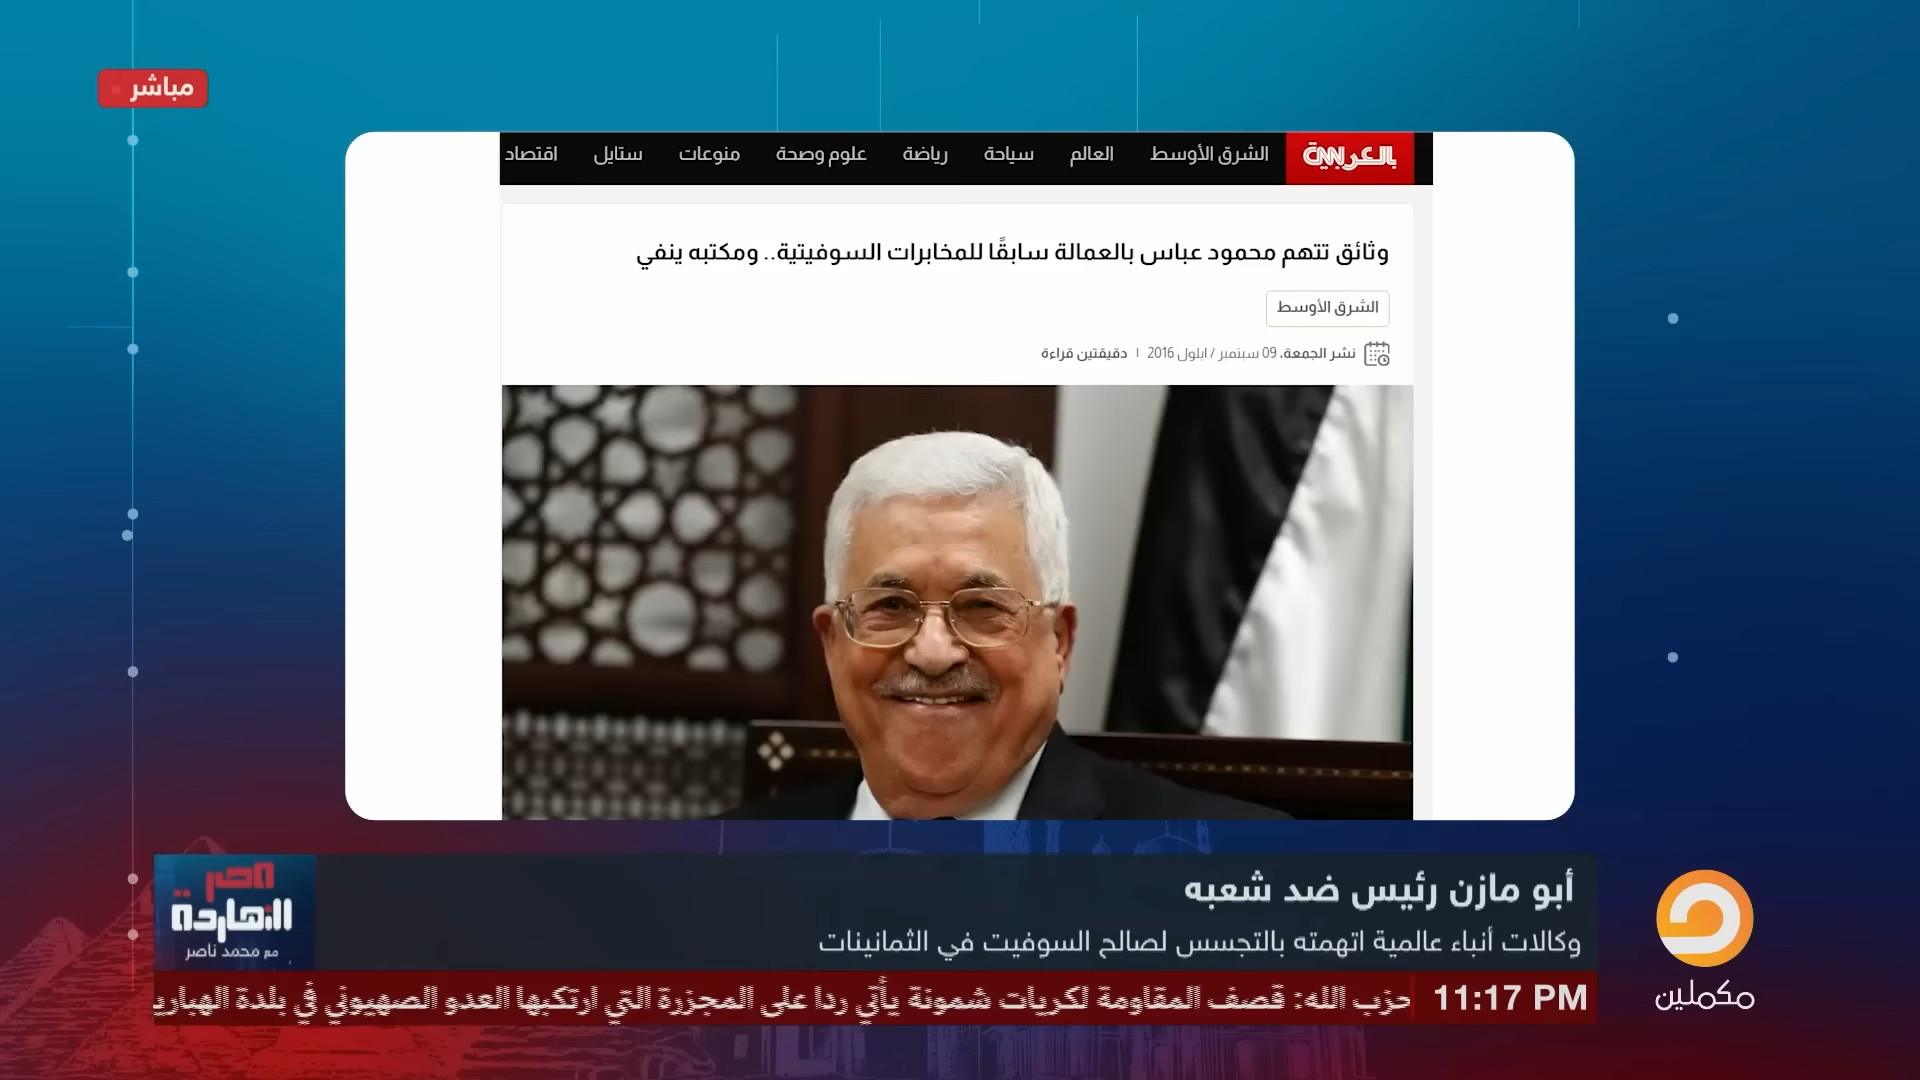 مباشر
بالعربية CNN الشرق الأوسط العالم سياحة رياضة علوم وصحة منوعات ستايل اقتصاد
وثائق تتهم محمود عباس بالعمالة سابقًا للمخابرات السوفيتية.. ومكتبه ينفي
الشرق الأوسط
نشر الجمعة، 09 سبتمبر / ايلول 2016 | دقيقتين قراءة
أبو مازن رئيس ضد شعبه
وكالات أنباء عالمية اتهمته بالتجسس لصالح السوفيت في الثمانينات
مصر
النهاردة
مع محمد ناصر
11:17 PM حزب الله: قصف المقاومة لكريات شمونة يأتي ردا على المجزرة التي ارتكبها العدو الصهيوني في بلدة الهباري
مكملين